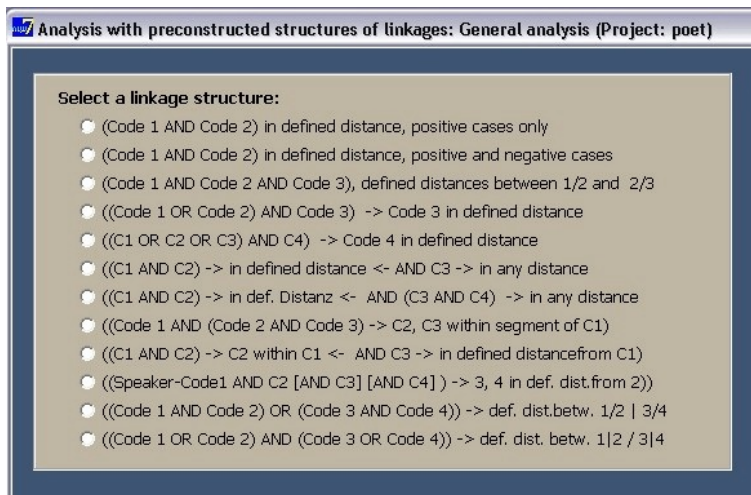 Analysis with preconstructed structures of linkages: General analysis (Project: poet)
Select a linkage structure:
(Code 1 AND Code 2) in defined distance, positive cases only
(Code 1 AND Code 2) in defined distance, positive and negative cases
(Code 1 AND Code 2 AND Code 3), defined distances between 1/2 and 2/3
((Code 1 OR Code 2) AND Code 3) -> Code 3 in defined distance
((C1 OR C2 OR C3) AND C4) -> Code 4 in defined distance
((C1 AND C2) -> in defined distance <- AND C3 -> in any distance
((C1 AND C2) -> in def. Distanz <- AND (C3 AND C4) -> in any distance
((Code 1 AND (Code 2 AND Code 3) -> C2, C3 within segment of C1)
((C1 AND C2) -> C2 within C1 <- AND C3 -> in defined distancefrom C1)
((Speaker-Code1 AND C2 [AND C3] [AND C4] ) -> 3, 4 in def. dist.from 2))
((Code 1 AND Code 2) OR (Code 3 AND Code 4)) -> def. dist.betw. 1/2 | 3/4
((Code 1 OR Code 2) AND (Code 3 OR Code 4)) -> def. dist. betw. 1|2 / 3|4